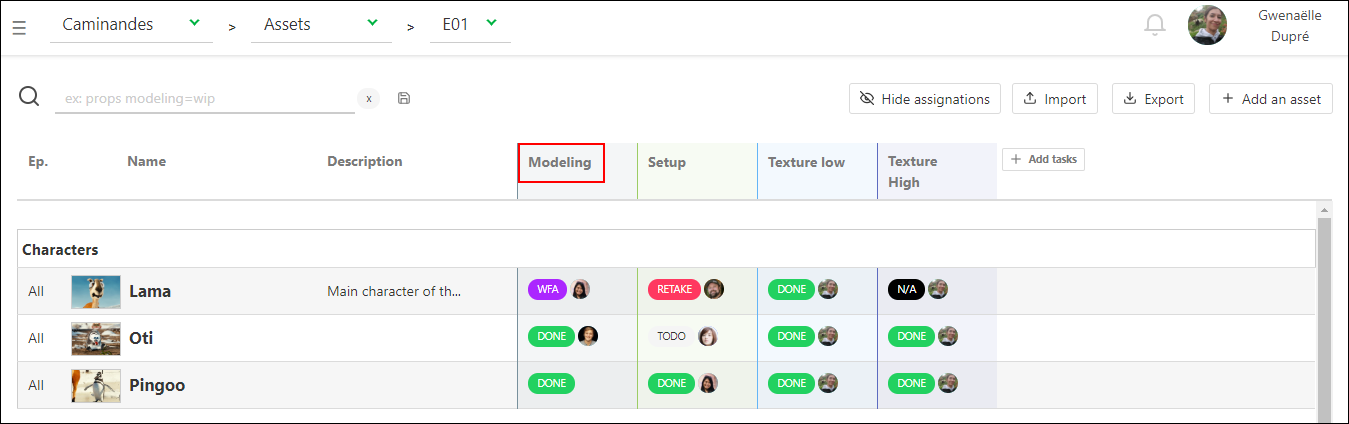 Caminandes > Assets > E01
Gwenaëlle
Dupré
ex: props modeling=wip x Hide assignations Import Export + Add an asset
Ep. Name Description Modeling Setup Texture low Texture
High
+ Add tasks
Characters
All Lama Main character of th... WFA RETAKE DONE N/A
All Oti DONE TODO DONE DONE
All Pingoo DONE DONE DONE DONE